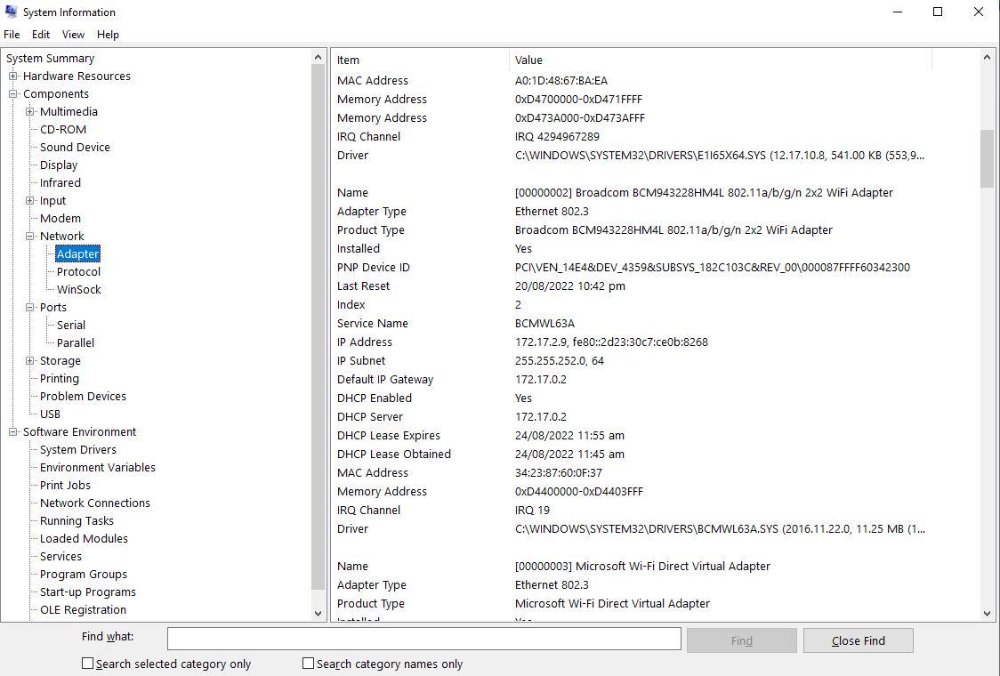 System Information
File Edit View Help
System Summary
Hardware Resources
Components
Multimedia
CD-ROM
Sound Device
Display
Infrared
Input
Modem
Network
Adapter
Protocol
WinSock
Ports
Serial
Parallel
Storage
Printing
Problem Devices
USB
Software Environment
System Drivers
Environment Variables
Print Jobs
Network Connections
Running Tasks
Loaded Modules
Services
Program Groups
Start-up Programs
OLE Registration
Item Value
MAC Address A0:1D:48:67:BA:EA
Memory Address 0xD4700000-0xD471FFFF
Memory Address 0xD473A000-0xD473AFFF
IRQ Channel IRQ 4294967289
Driver C:\WINDOWS\SYSTEM32\DRIVERS\E1I65X64.SYS (12.17.10.8, 541.00 KB (553,9...
Name [00000002] Broadcom BCM943228HM4L 802.11a/b/g/n 2x2 WiFi Adapter
Adapter Type Ethernet 802.3
Product Type Broadcom BCM943228HM4L 802.11a/b/g/n 2x2 WiFi Adapter
Installed Yes
PNP Device ID PCI\VEN_14E4&DEV_4359&SUBSYS_182C103C&REV_00\000087FFFF60342300
Last Reset 20/08/2022 10:42 pm
Index 2
Service Name BCMWL63A
IP Address 172.17.2.9, fe80::2d23:30c7:ce0b:8268
IP Subnet 255.255.252.0, 64
Default IP Gateway 172.17.0.2
DHCP Enabled Yes
DHCP Server 172.17.0.2
DHCP Lease Expires 24/08/2022 11:55 am
DHCP Lease Obtained 24/08/2022 11:45 am
MAC Address 34:23:87:60:0F:37
Memory Address 0xD4400000-0xD4403FFF
IRQ Channel IRQ 19
Driver C:\WINDOWS\SYSTEM32\DRIVERS\BCMWL63A.SYS (2016.11.22.0, 11.25 MB (1...
Name [00000003] Microsoft Wi-Fi Direct Virtual Adapter
Adapter Type Ethernet 802.3
Product Type Microsoft Wi-Fi Direct Virtual Adapter
Installed Yes
Find what: Find Close Find
Search selected category only Search category names only